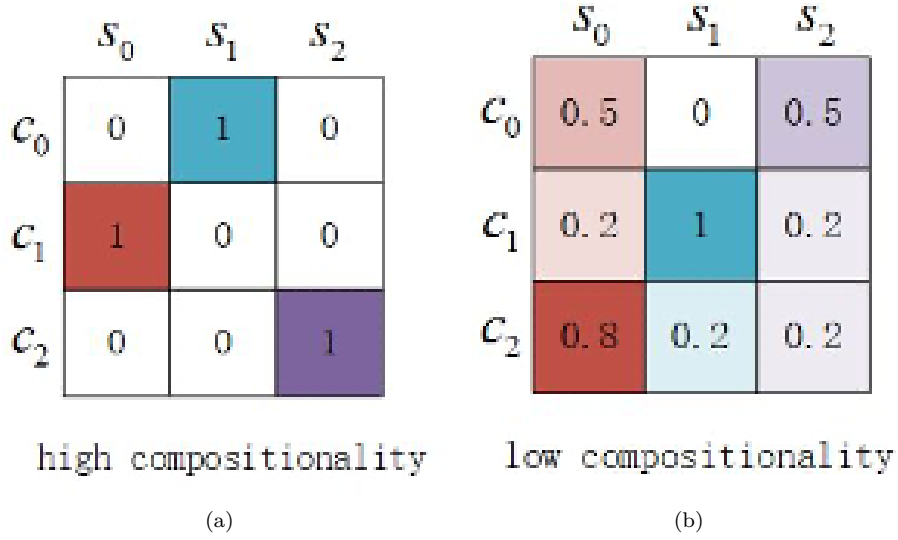 s0 s1 s2
c0 0 1 0
c1 1 0 0
c2 0 0 1
high compositionality
(a)
s0 s1 s2
c0 0.5 0 0.5
c1 0.2 1 0.2
c2 0.8 0.2 0.2
low compositionality
(b)